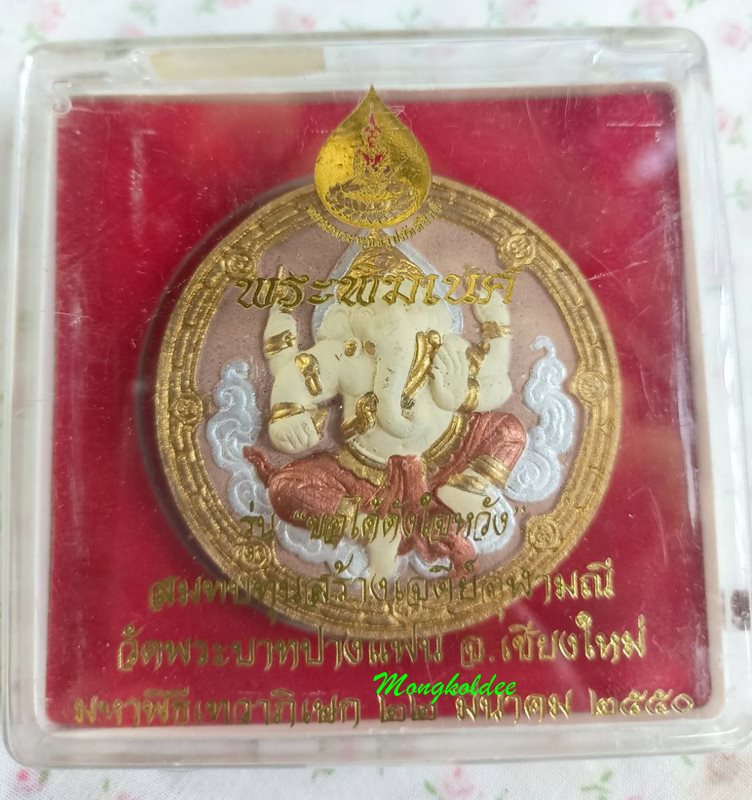 พระพิฆเนศ
รุ่น "ขอได้ดั่งใจหวัง"
สมทบทุนสร้างเจดีย์จุฬามณี
วัดพระบาทปางแฟน จ.เชียงใหม่
Mongkoldee
มหาพิธีเทวาภิเษก ๒๒ มีนาคม ๒๕๕๐